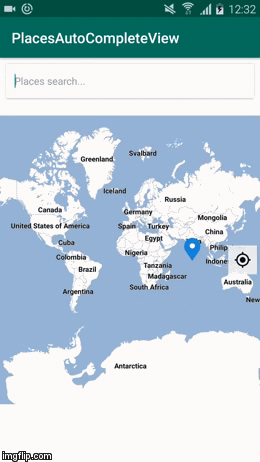 12:32
PlacesAutoCompleteView
Places search...
Greenland
Svalbard
Iceland
Russia
Canada
Germany
Mongolia
United States of America
Spain
Turkey
China
Cuba
Egypt
Philip
Colombia
Nigeria
Indones
Brazil
Tanzania
Madagascar
Australia
Argentina
South Africa
New
Antarctica
imgflip.com